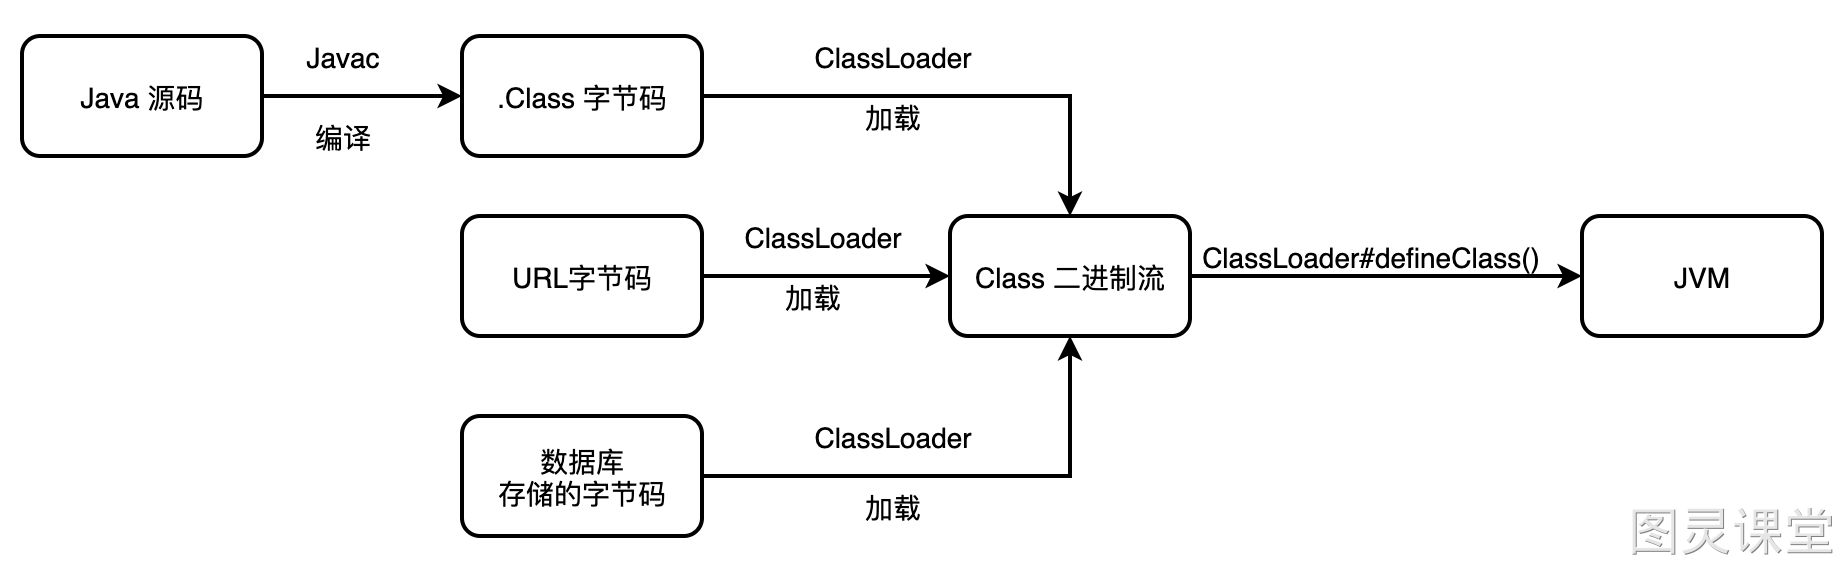 Javac
ClassLoader
Java 源码
.Class 字节码
编译
加载
ClassLoader
URL字节码
加载
Class 二进制流
ClassLoader#defineClass()
JVM
ClassLoader
数据库
存储的字节码
加载
图灵课堂